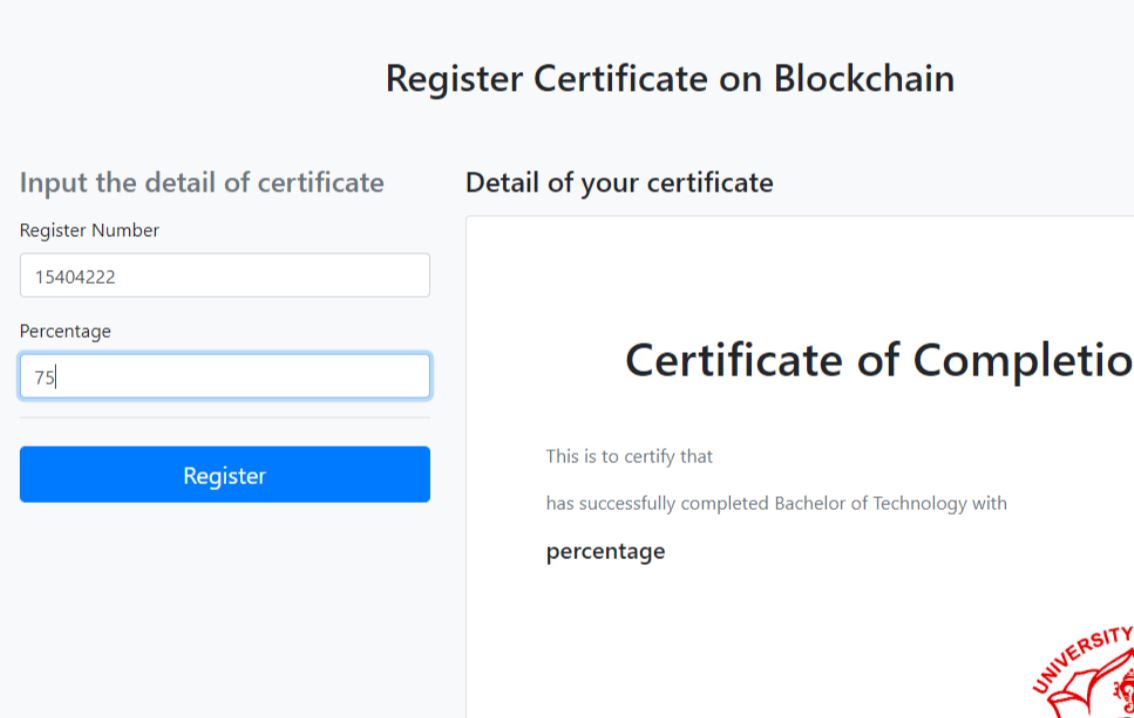 Register Certificate on Blockchain
Input the detail of certificate
Register Number
15404222
Percentage
75
Register
Detail of your certificate
Certificate of Completio
This is to certify that
has successfully completed Bachelor of Technology with
percentage
UNIVERSITY